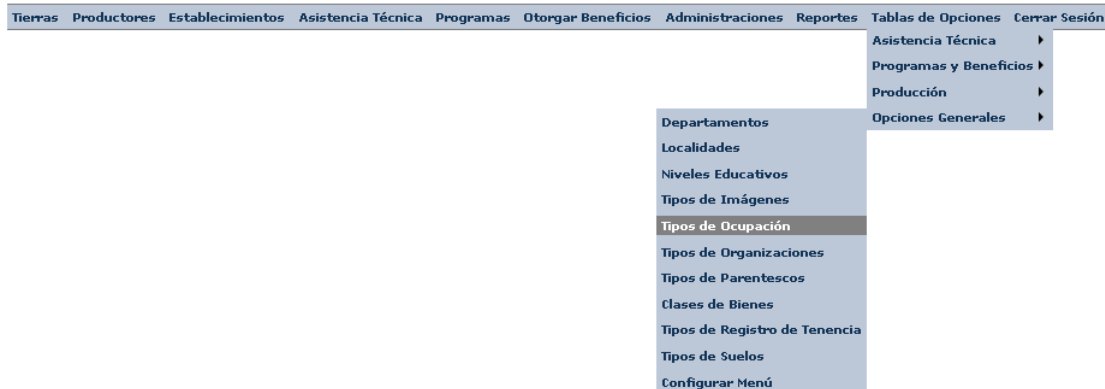 Tierras Productores Establecimientos Asistencia Técnica Programas Otorgar Beneficios Administraciones Reportes Tablas de Opciones Cerrar Sesión
Asistencia Técnica
Programas y Beneficios
Producción
Opciones Generales
Departamentos
Localidades
Niveles Educativos
Tipos de Imágenes
Tipos de Ocupación
Tipos de Organizaciones
Tipos de Parentescos
Clases de Bienes
Tipos de Registro de Tenencia
Tipos de Suelos
Configurar Menú